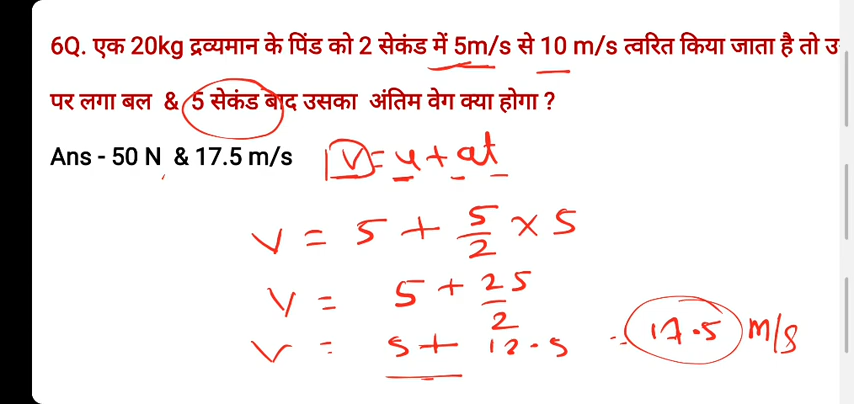 6Q. एक 20kg द्रव्यमान के पिंड को 2 सेकंड में 5m/s से 10 m/s त्वरित किया जाता है तो
पर लगा बल & 5 सेकंड बाद उसका अंतिम वेग क्या होगा ?
Ans - 50 N & 17.5 m/s
V = u + at
V = 5 + 5/2 × 5
V = 5 + 25/2
V = 5 + 12.5 = 17.5 m/s